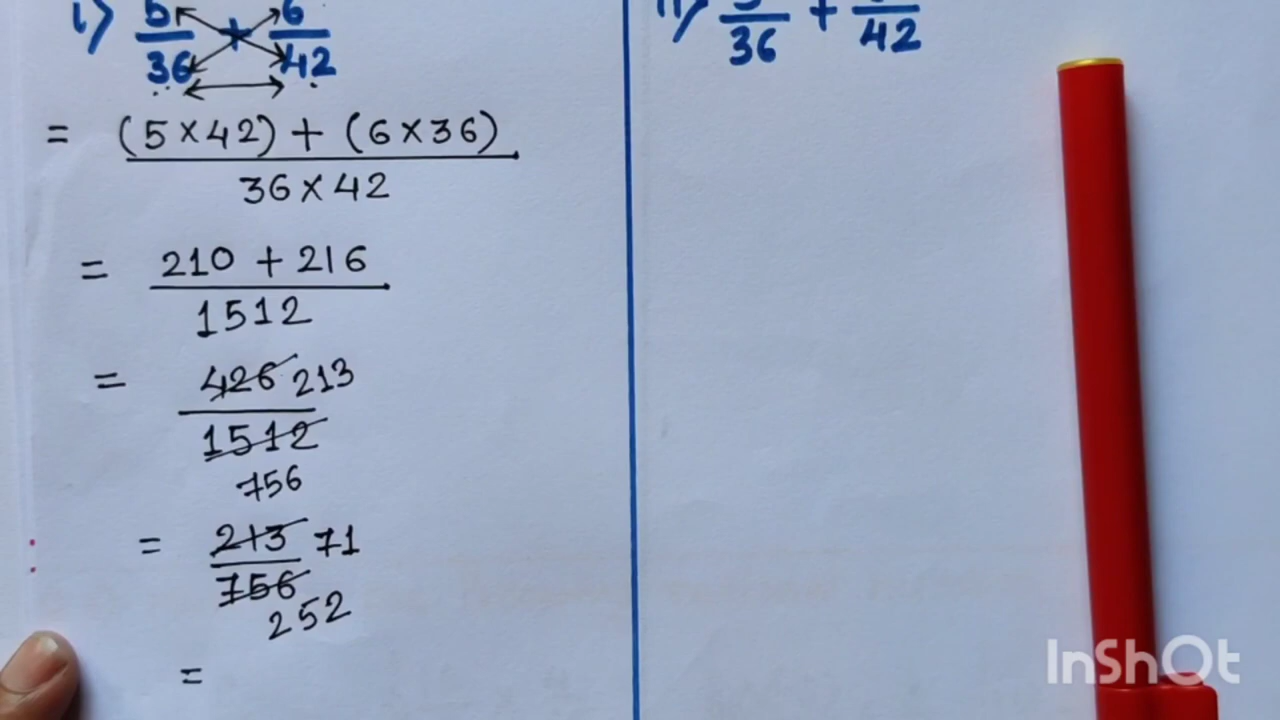 i) 5/36 + 6/42
= (5×42) + (6×36) / 36×42
= 210 + 216 / 1512
= 426 213 / 1512 756
= 213 71 / 756 252
=
36 + 42
InShOt